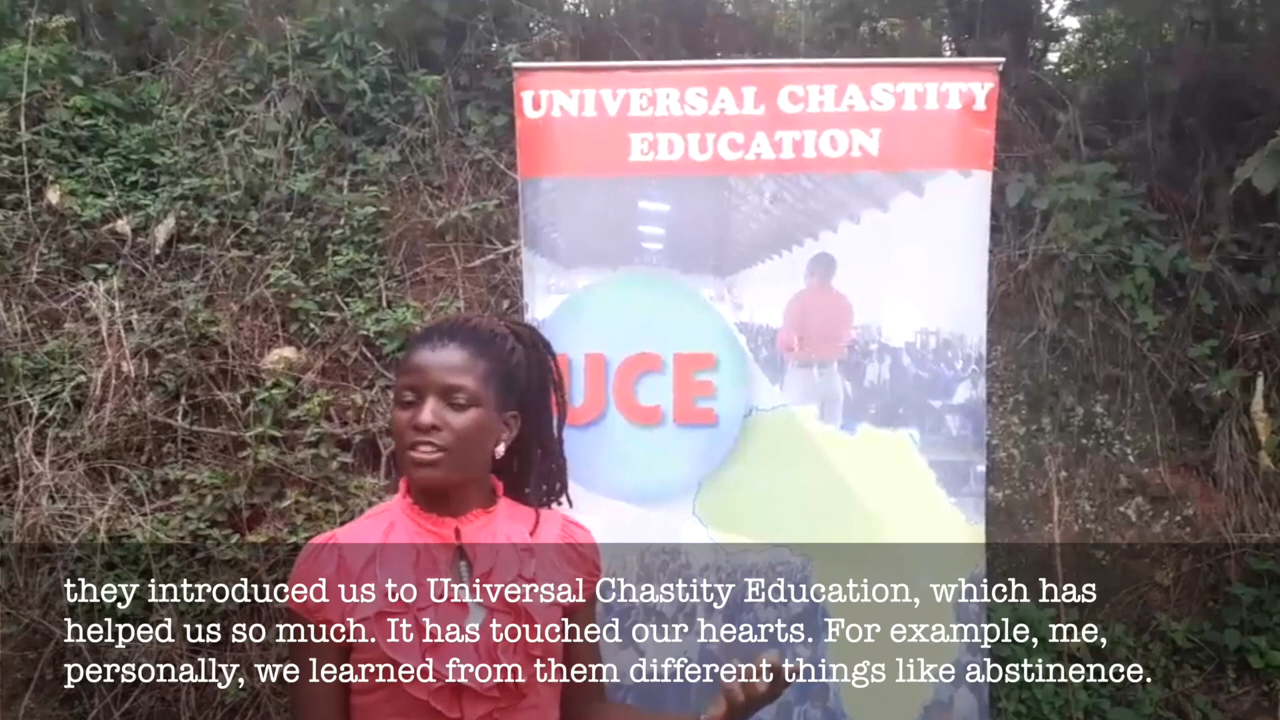 UNIVERSAL CHASTITY
EDUCATION
UCE
they introduced us to Universal Chastity Education, which has
helped us so much. It has touched our hearts. For example, me,
personally, we learned from them different things like abstinence.